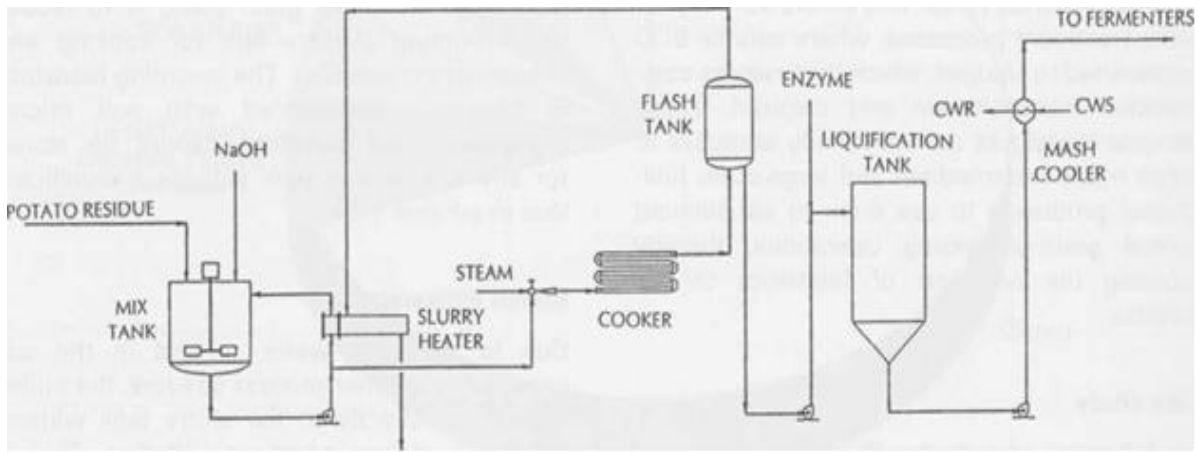 TO FERMENTERS
ENZYME
FLASH
TANK
CWR
CWS
LIQUIFICATION
TANK
MASH
COOLER
NaOH
POTATO RESIDUE
STEAM
MIX
TANK
SLURRY
HEATER
COOKER